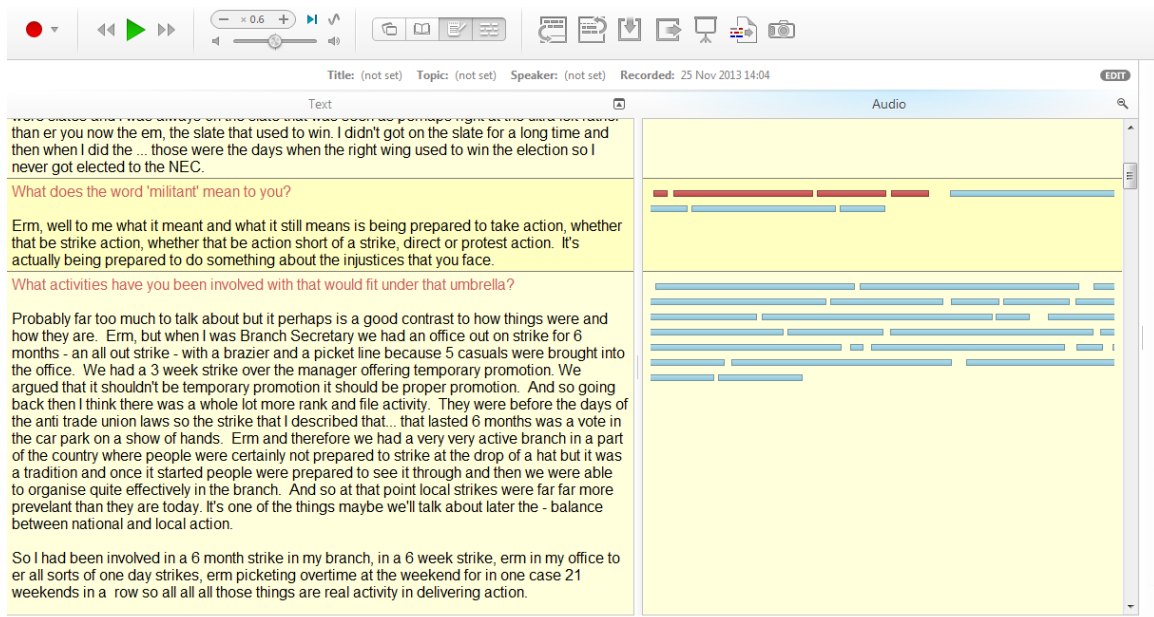 × 0.6
Title: (not set) Topic: (not set) Speaker: (not set) Recorded: 25 Nov 2013 14:04
EDIT
Text
Audio
were slates and I was always on the slate that was seen as perhaps right at the ultra left rather
than er you now the em, the slate that used to win. I didn't got on the slate for a long time and
then when I did the ... those were the days when the right wing used to win the election so I
never got elected to the NEC.
What does the word 'militant' mean to you?
Erm, well to me what it meant and what it still means is being prepared to take action, whether
that be strike action, whether that be action short of a strike, direct or protest action.  It's
actually being prepared to do something about the injustices that you face.
What activities have you been involved with that would fit under that umbrella?
Probably far too much to talk about but it perhaps is a good contrast to how things were and
how they are.  Erm, but when I was Branch Secretary we had an office out on strike for 6
months - an all out strike - with a brazier and a picket line because 5 casuals were brought into
the office.  We had a 3 week strike over the manager offering temporary promotion. We
argued that it shouldn't be temporary promotion it should be proper promotion.  And so going
back then I think there was a whole lot more rank and file activity.  They were before the days of
the anti trade union laws so the strike that I described that... that lasted 6 months was a vote in
the car park on a show of hands.  Erm and therefore we had a very very active branch in a part
of the country where people were certainly not prepared to strike at the drop of a hat but it was
a tradition and once it started people were prepared to see it through and then we were able
to organise quite effectively in the branch.  And so at that point local strikes were far far more
prevelant than they are today. It's one of the things maybe we'll talk about later the - balance
between national and local action.
So I had been involved in a 6 month strike in my branch, in a 6 week strike, erm in my office to
er all sorts of one day strikes, erm picketing overtime at the weekend for in one case 21
weekends in a  row so all all all those things are real activity in delivering action.